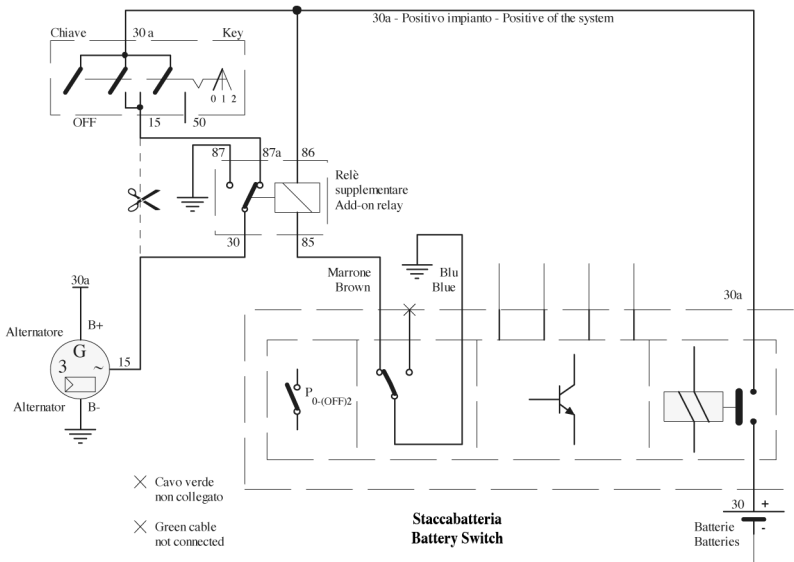 30a - Positivo impianto - Positive of the system
Chiave 30 a Key
0 1 2
OFF 15 50
87 87a 86
Relè
supplementare
Add-on relay
30 85
Marrone
Brown
Blu
Blue
30a
30a
Alternatore B+
G
3 ~ 15
Alternator B-
P0-(OFF)2
Cavo verde
non collegato
Green cable
not connected
Staccabatteria
Battery Switch
30 +
-
Batterie
Batteries